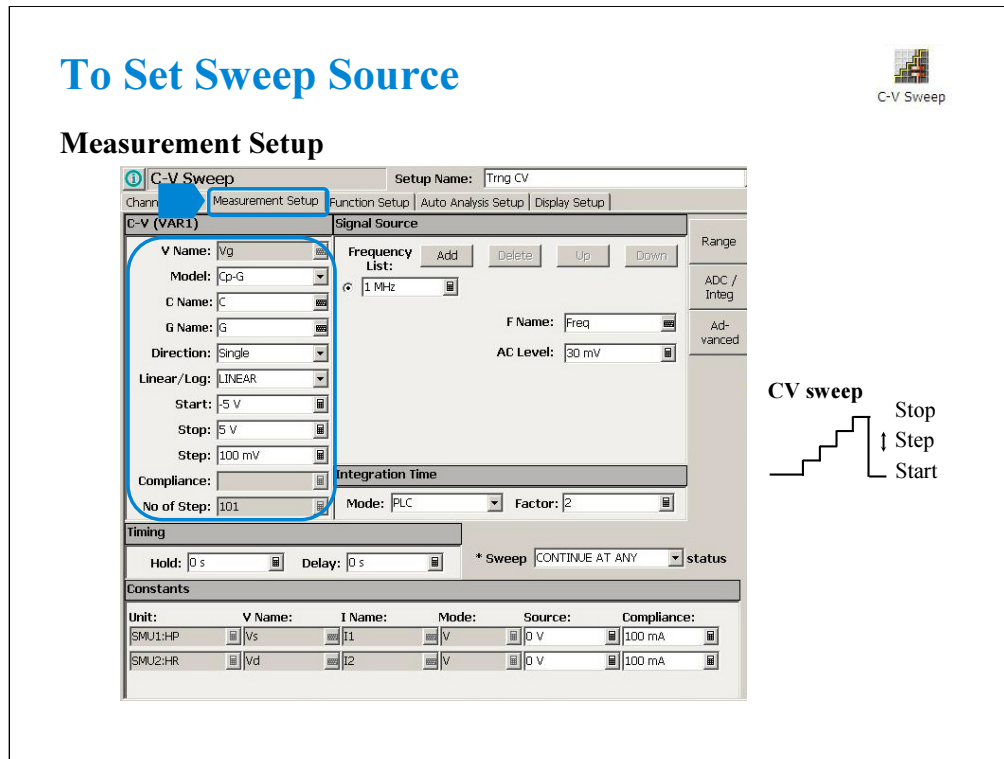 To Set Sweep Source
C-V Sweep
Measurement Setup
C-V Sweep Setup Name: Trng CV
Chann Measurement Setup Function Setup Auto Analysis Setup Display Setup
C-V (VAR1) Signal Source
V Name: Vg
Model: Cp-G
C Name: C
G Name: G
Direction: Single
Linear/Log: LINEAR
Start: -5 V
Stop: 5 V
Step: 100 mV
Compliance:
No of Step: 101
Frequency List: Add Delete Up Down
1 MHz
F Name: Freq
AC Level: 30 mV
Range
ADC / Integ
Ad-vanced
Integration Time
Mode: PLC Factor: 2
Timing
Hold: 0 s Delay: 0 s * Sweep CONTINUE AT ANY status
Constants
Unit: V Name: I Name: Mode: Source: Compliance:
SMU1:HP Vs I1 V 0 V 100 mA
SMU2:HR Vd I2 V 0 V 100 mA
CV sweep
Stop
Step
Start